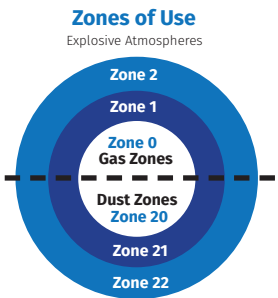 Zones of Use
Explosive Atmospheres
Zone 2
Zone 1
Zone 0
Gas Zones
Dust Zones
Zone 20
Zone 21
Zone 22